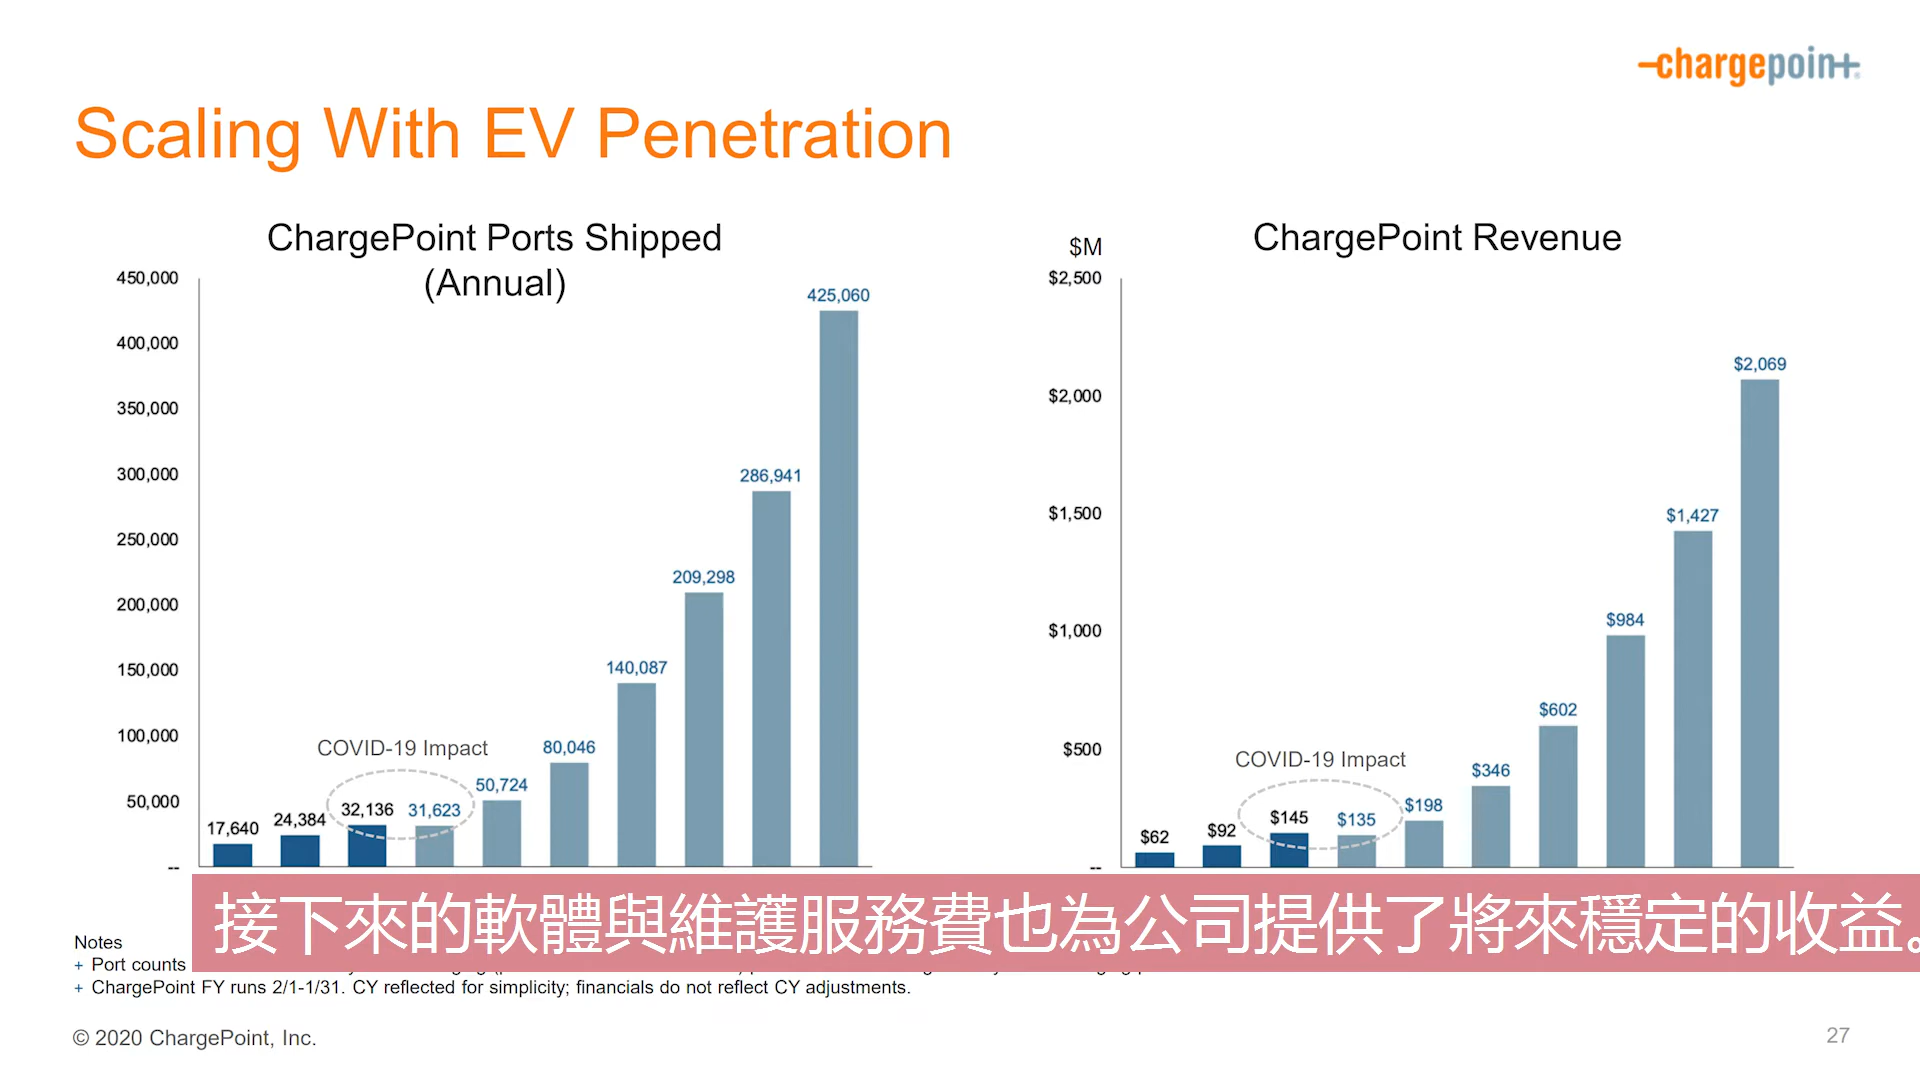 chargepoint
Scaling With EV Penetration
ChargePoint Ports Shipped
(Annual)
450,000
400,000
350,000
300,000
250,000
200,000
150,000
100,000
50,000
--
17,640
24,384
32,136
31,623
50,724
80,046
140,087
209,298
286,941
425,060
COVID-19 Impact
ChargePoint Revenue
$M
$2,500
$2,000
$1,500
$1,000
$500
--
$62
$92
$145
$135
$198
$346
$602
$984
$1,427
$2,069
COVID-19 Impact
接下來的軟體與維護服務費也為公司提供了將來穩定的收益。
Notes
+ Port counts
+ ChargePoint FY runs 2/1-1/31. CY reflected for simplicity; financials do not reflect CY adjustments.
© 2020 ChargePoint, Inc.
27